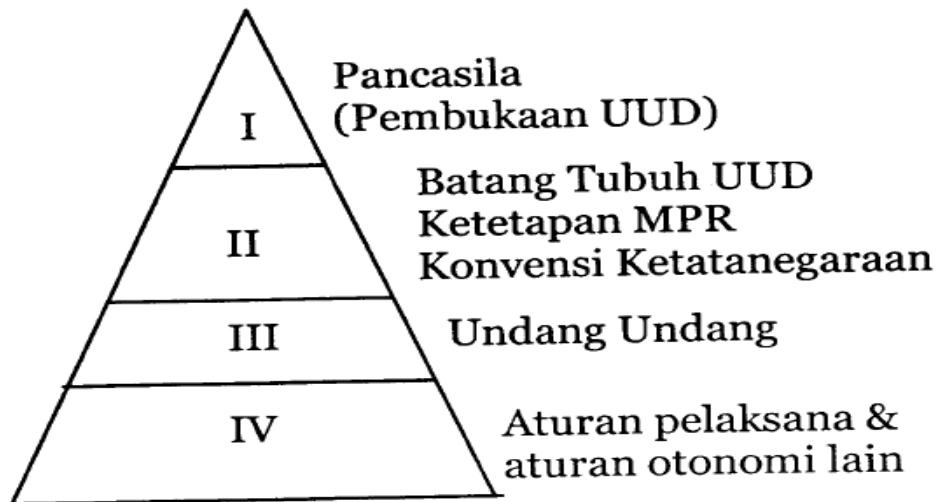 I
Pancasila
(Pembukaan UUD)
II
Batang Tubuh UUD
Ketetapan MPR
Konvensi Ketatanegaraan
III
Undang Undang
IV
Aturan pelaksana &
aturan otonomi lain